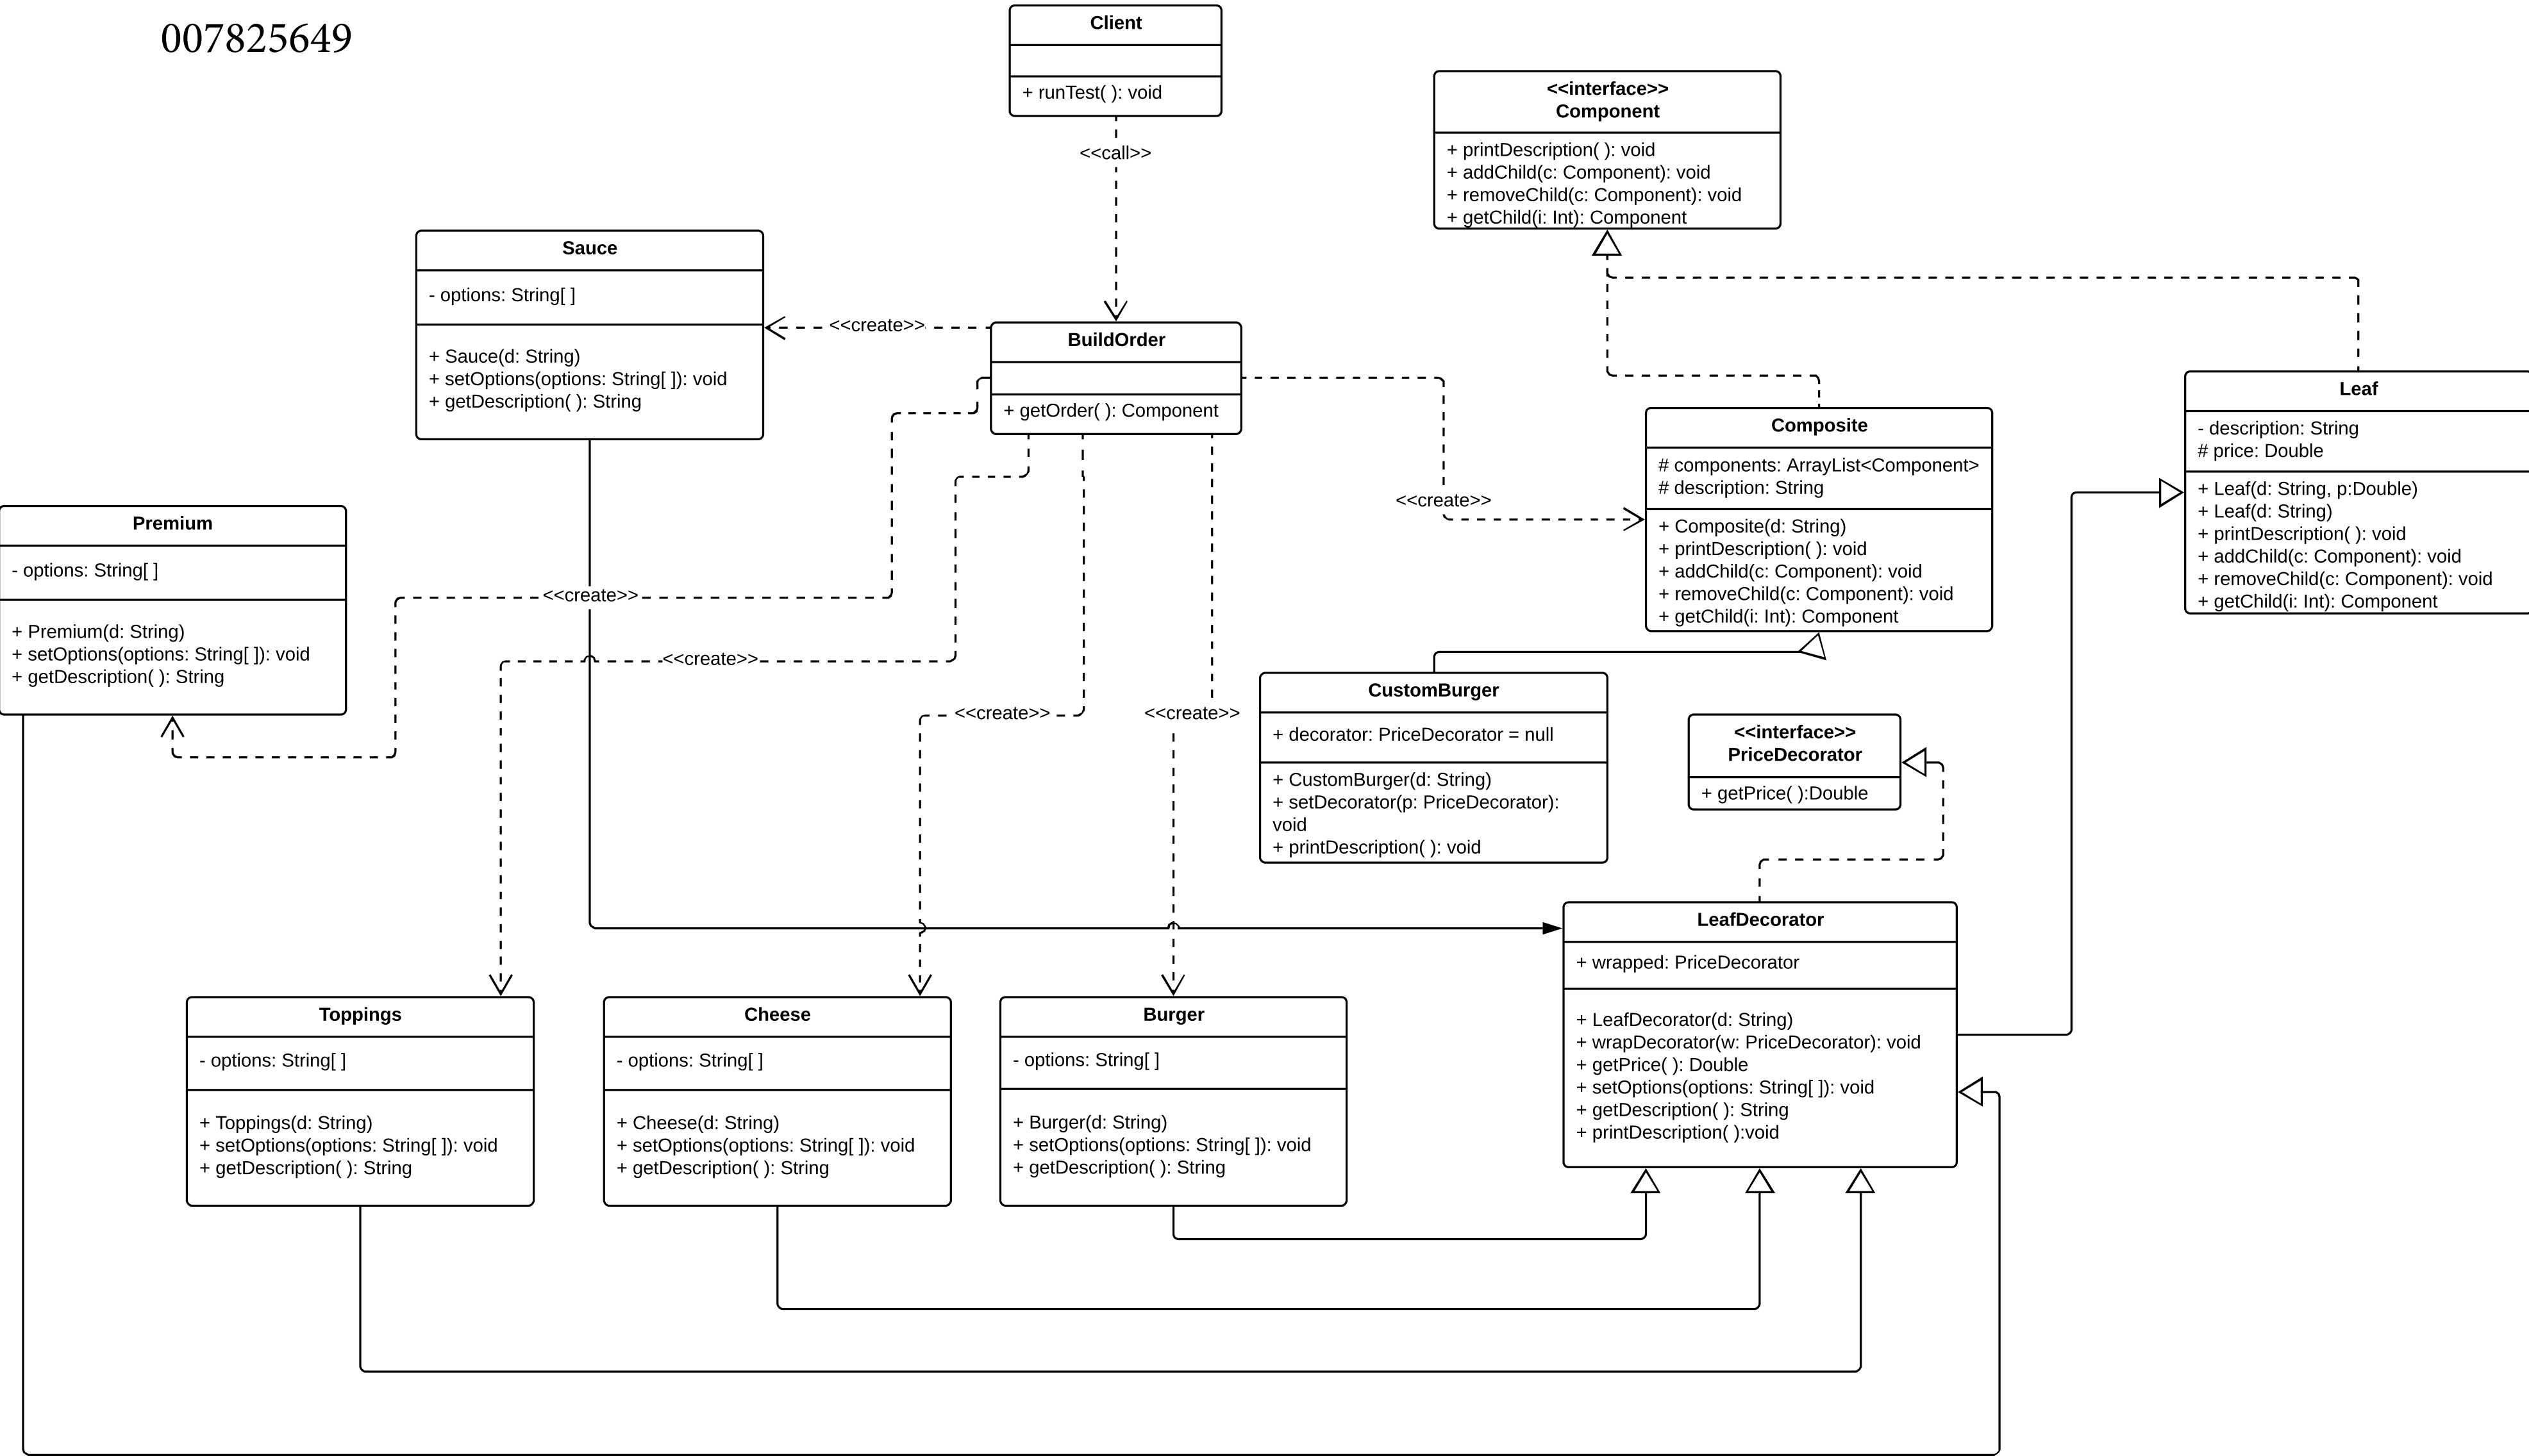 007825649
Client
+ runTest( ): void
<<call>>
<<interface>>
Component
+ printDescription( ): void
+ addChild(c: Component): void
+ removeChild(c: Component): void
+ getChild(i: Int): Component
Sauce
- options: String[ ]
+ Sauce(d: String)
+ setOptions(options: String[ ]): void
+ getDescription( ): String
<<create>>
BuildOrder
+ getOrder( ): Component
<<create>>
Composite
# components: ArrayList<Component>
# description: String
+ Composite(d: String)
+ printDescription( ): void
+ addChild(c: Component): void
+ removeChild(c: Component): void
+ getChild(i: Int): Component
Leaf
- description: String
# price: Double
+ Leaf(d: String, p:Double)
+ Leaf(d: String)
+ printDescription( ): void
+ addChild(c: Component): void
+ removeChild(c: Component): void
+ getChild(i: Int): Component
Premium
- options: String[ ]
+ Premium(d: String)
+ setOptions(options: String[ ]): void
+ getDescription( ): String
<<create>>
<<create>>
<<create>>
<<create>>
CustomBurger
+ decorator: PriceDecorator = null
+ CustomBurger(d: String)
+ setDecorator(p: PriceDecorator):
void
+ printDescription( ): void
<<interface>>
PriceDecorator
+ getPrice( ):Double
LeafDecorator
+ wrapped: PriceDecorator
+ LeafDecorator(d: String)
+ wrapDecorator(w: PriceDecorator): void
+ getPrice( ): Double
+ setOptions(options: String[ ]): void
+ getDescription( ): String
+ printDescription( ):void
Toppings
- options: String[ ]
+ Toppings(d: String)
+ setOptions(options: String[ ]): void
+ getDescription( ): String
Cheese
- options: String[ ]
+ Cheese(d: String)
+ setOptions(options: String[ ]): void
+ getDescription( ): String
Burger
- options: String[ ]
+ Burger(d: String)
+ setOptions(options: String[ ]): void
+ getDescription( ): String